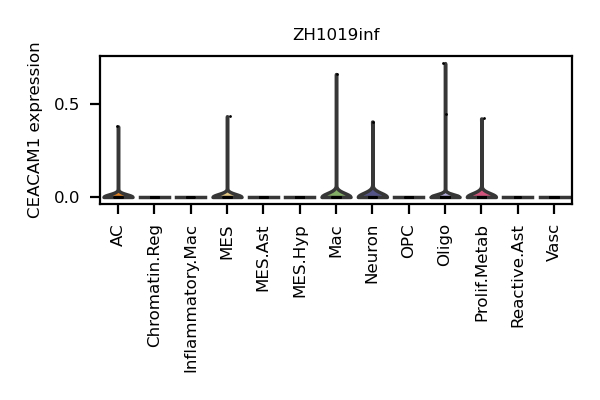 ZH1019inf
CEACAM1 expression
0.5
0.0
AC
Chromatin.Reg
Inflammatory.Mac
MES
MES.Ast
MES.Hyp
Mac
Neuron
OPC
Oligo
Prolif.Metab
Reactive.Ast
Vasc